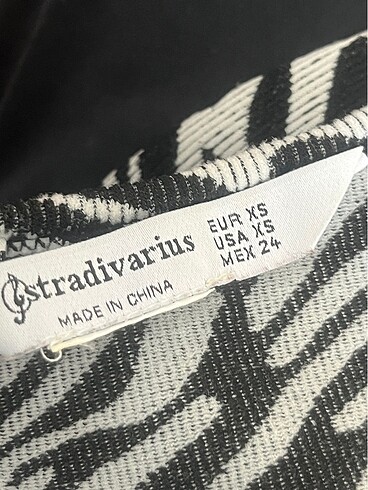 stradivarius
EUR XS
USA XS
MEX 24
MADE IN CHINA